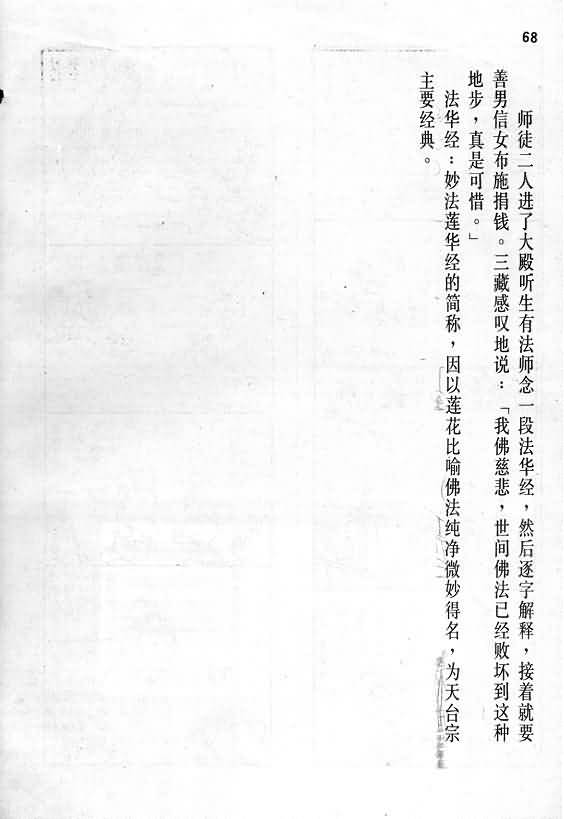 68
师徒二人进了大殿听生有法师念一段法华经，然后逐字解释，接着就要
善男信女布施捐钱。三藏感叹地说：「我佛慈悲，世间佛法已经败坏到这种
地步，真是可惜。」
法华经：妙法莲华经的简称，因以莲花比喻佛法纯净微妙得名，为天台宗
主要经典。